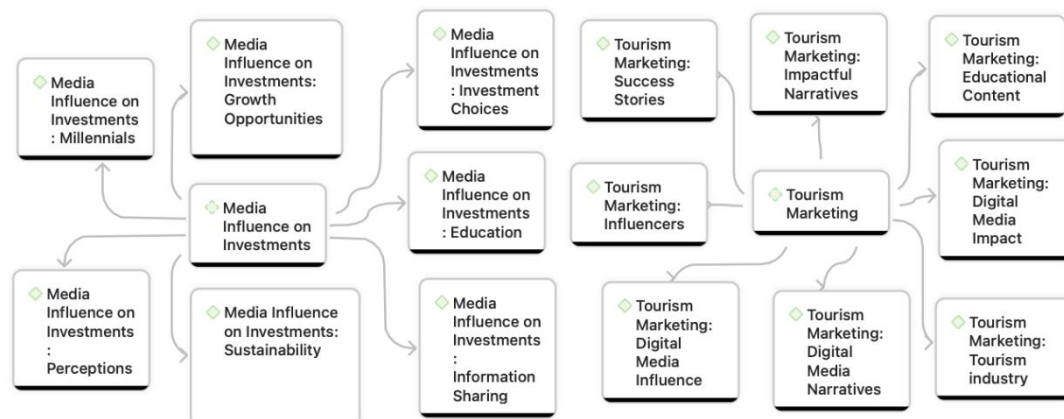 Media
Influence on
Investments
: Millennials
Media
Influence on
Investments:
Growth
Opportunities
Media
Influence on
Investments
: Investment
Choices
Media
Influence on
Investments
Media
Influence on
Investments
: Education
Media
Influence on
Investments
:
Perceptions
Media Influence
on Investments:
Sustainability
Media
Influence on
Investments
:
Information
Sharing
Tourism
Marketing:
Success
Stories
Tourism
Marketing:
Impactful
Narratives
Tourism
Marketing:
Educational
Content
Tourism
Marketing:
Influencers
Tourism
Marketing
Tourism
Marketing:
Digital
Media
Impact
Tourism
Marketing:
Digital
Media
Influence
Tourism
Marketing:
Digital
Media
Narratives
Tourism
Marketing:
Tourism
industry